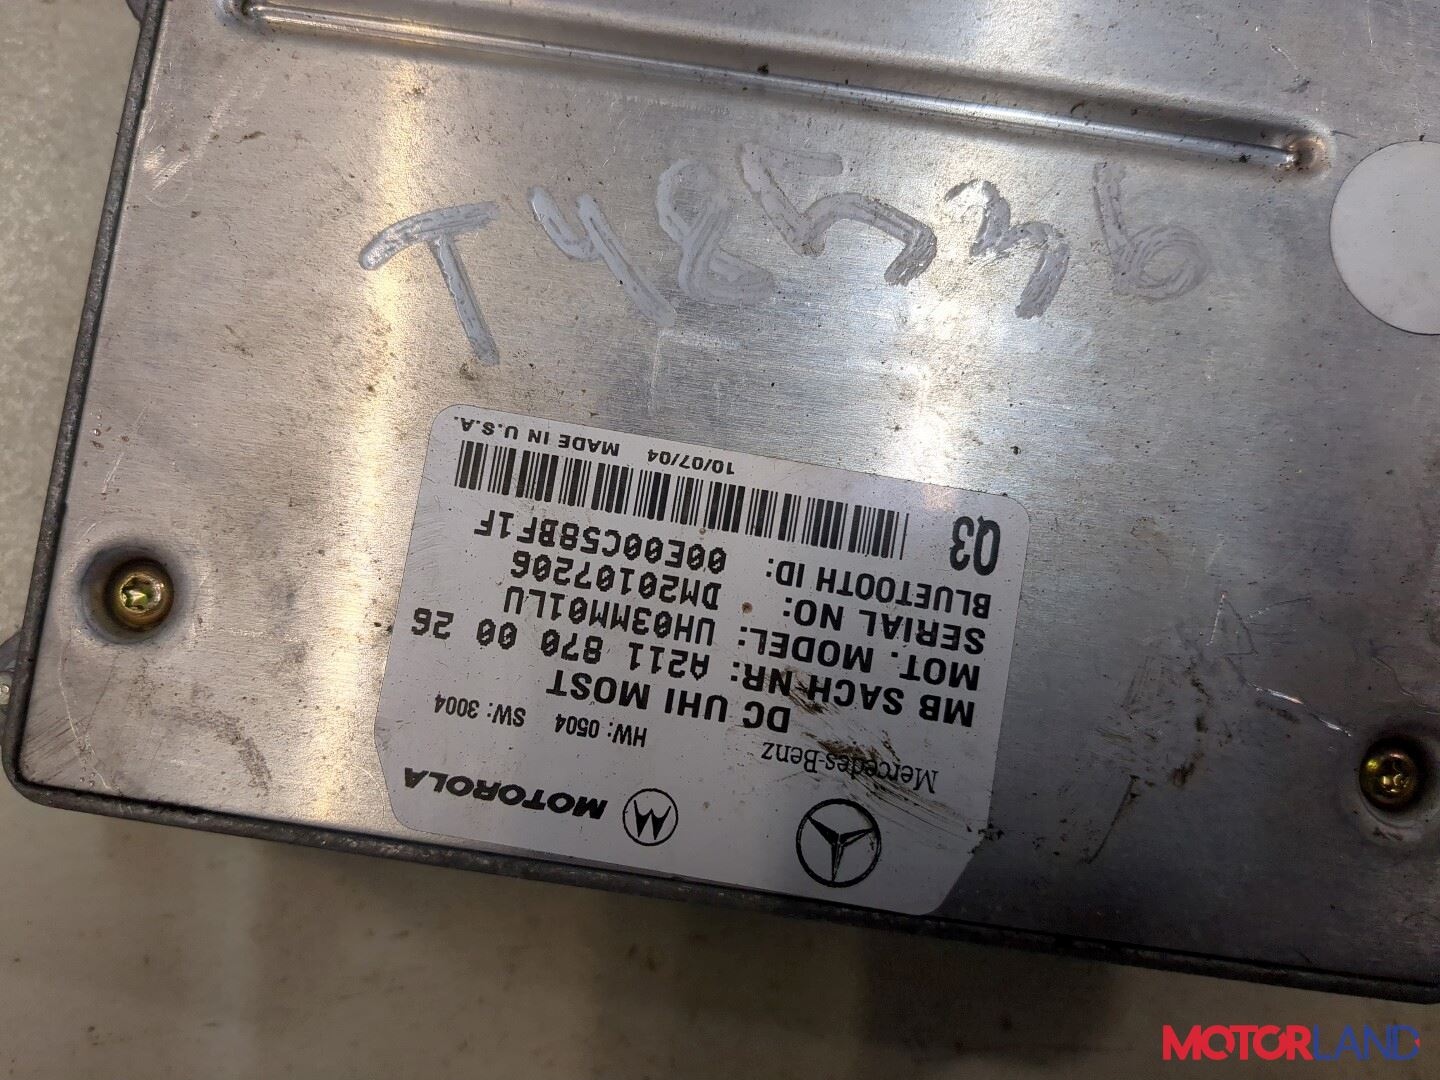 T485336
MERCEDES-BENZ
MOTOROLA
HW: 0504 SW: 3004
DC UHI MOST
MB SACH NR: A211 870 00 26
MOT. MODEL: UH03MM01LU
SERIAL NO: DM20107206
BLUETOOTH ID: 00E00C58BF1F
Q3
10/07/04 MADE IN U.S.A.
MOTORLAND